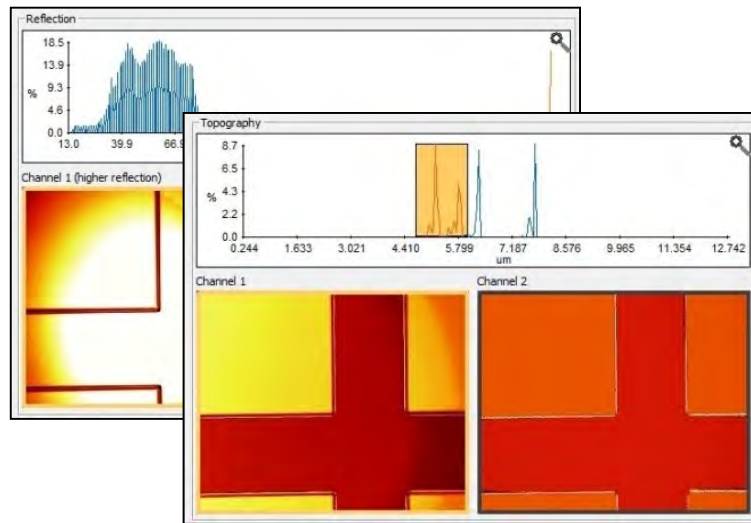 Reflection
18.5
13.9
9.3
4.6
0.0
%
13.0 39.9 66.9
Channel 1 (higher reflection)
Topography
8.7
6.5
4.3
2.2
0.0
%
0.244 1.633 3.021 4.410 5.799 7.187 8.576 9.965 11.354 12.742
um
Channel 1 Channel 2